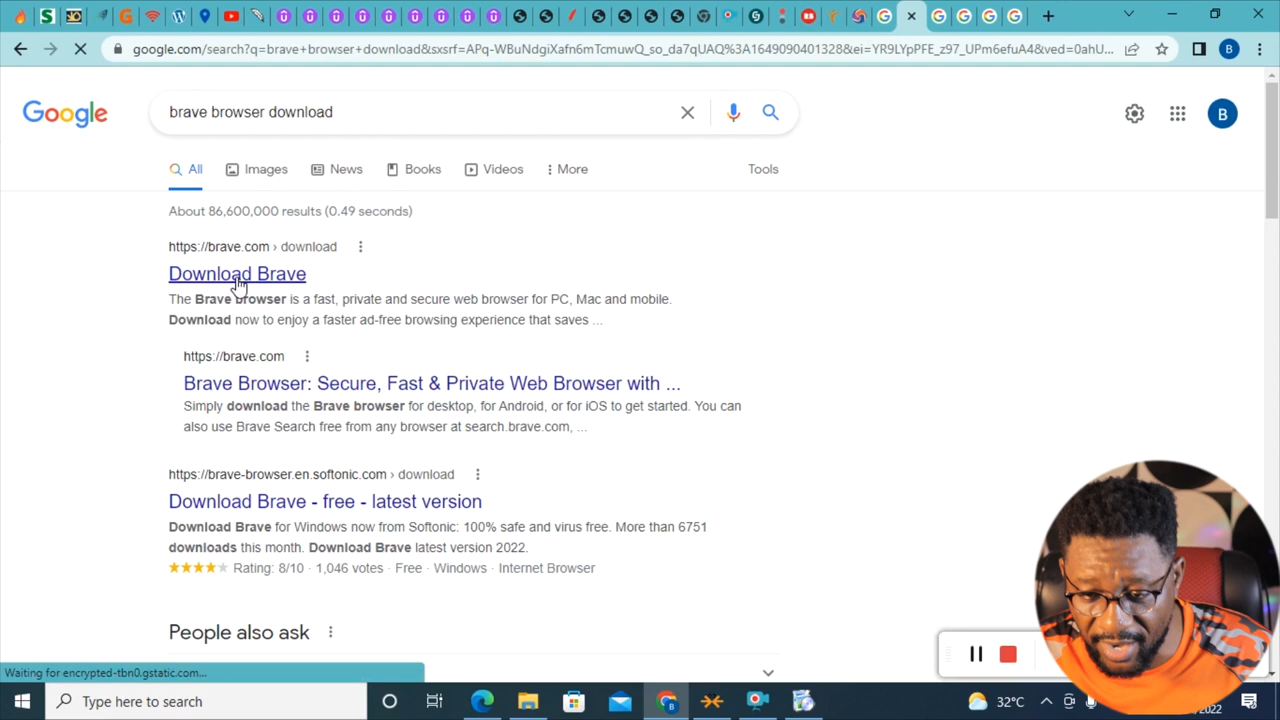 google.com/search?q=brave+browser+download&sxsrf=APq-WBuNdgiXafn6mTcmuwQ_so_da7qUAQ%3A1649090401328&ei=YR9LYpPFE_z97_UPm6efuA4&ved=0ahU...
B
Google
brave browser download
B
All
Images
News
Books
Videos
More
Tools
About 86,600,000 results (0.49 seconds)
https://brave.com › download
Download Brave
The Brave browser is a fast, private and secure web browser for PC, Mac and mobile.
Download now to enjoy a faster ad-free browsing experience that saves ...
https://brave.com
Brave Browser: Secure, Fast & Private Web Browser with ...
Simply download the Brave browser for desktop, for Android, or for iOS to get started. You can
also use Brave Search free from any browser at search.brave.com, ...
https://brave-browser.en.softonic.com › download
Download Brave - free - latest version
Download Brave for Windows now from Softonic: 100% safe and virus free. More than 6751
downloads this month. Download Brave latest version 2022.
Rating: 8/10 · 1,046 votes · Free · Windows · Internet Browser
People also ask
Waiting for encrypted-tbn0.gstatic.com...
Type here to search
32°C
2022